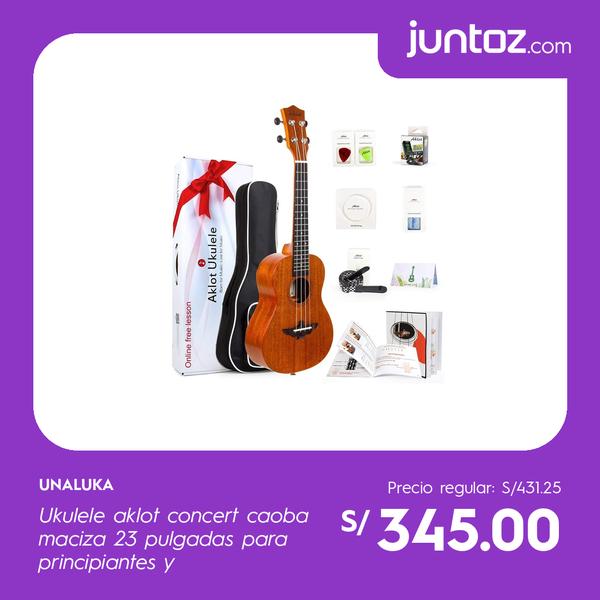 juntoz.com
Aklot Ukulele
Online free lesson
UNALUKA
Ukulele aklot concert caoba
maciza 23 pulgadas para
principiantes y
Precio regular: S/431.25
S/ 345.00